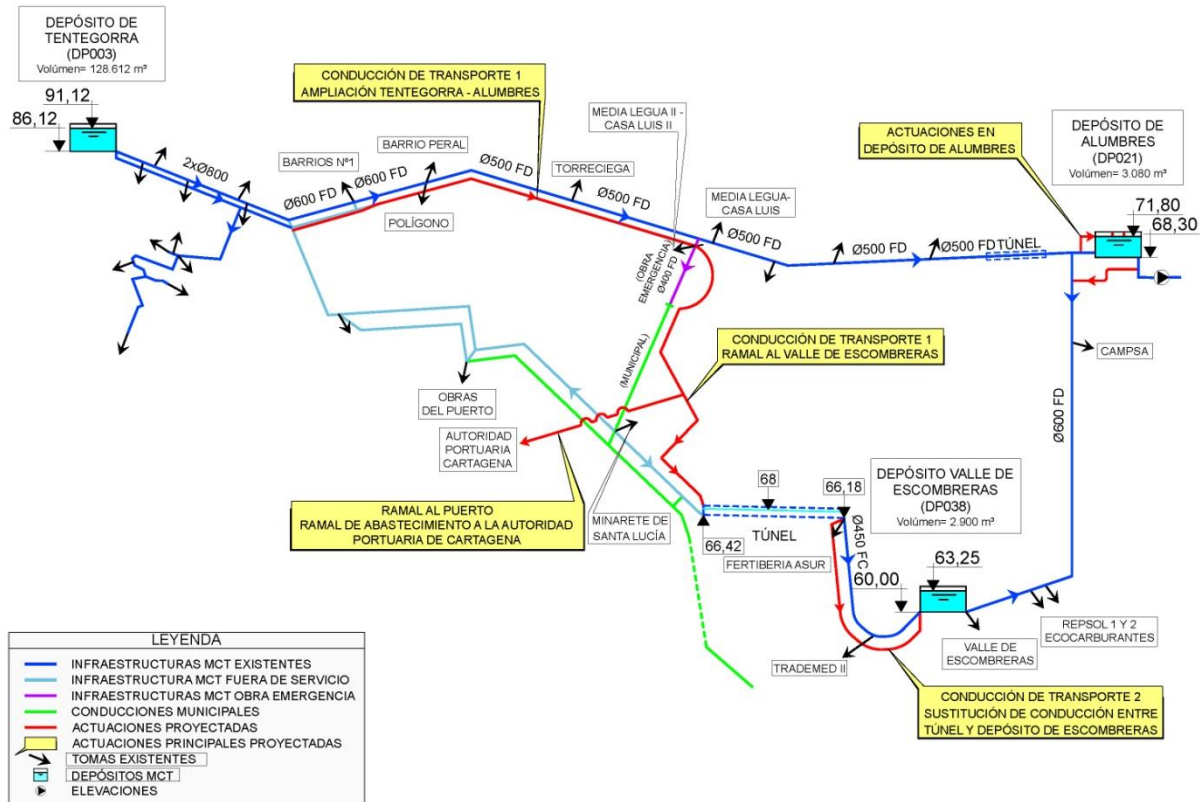 DEPÓSITO DE
TENTEGORRA
(DP003)
Volúmen= 128.612 m³
91,12
86,12
2xØ800
CONDUCCIÓN DE TRANSPORTE 1
AMPLIACIÓN TENTEGORRA - ALUMBRES
BARRIOS Nº1
Ø600 FD
Ø600 FD
BARRIO PERAL
POLÍGONO
Ø500 FD
MEDIA LEGUA II -
CASA LUIS II
TORRECIEGA
Ø500 FD
MEDIA LEGUA-
CASA LUIS
Ø500 FD
Ø500 FD
Ø500 FD
TÚNEL
ACTUACIONES EN
DEPÓSITO DE
ALUMBRES
DEPÓSITO DE
ALUMBRES
(DP021)
Volumen= 3.080 m³
71,80
68,30
(OBRA
EMERGENCIA)
Ø400 FD
(MUNICIPAL)
CONDUCCIÓN DE TRANSPORTE 1
RAMAL AL VALLE DE ESCOMBRERAS
CAMPSA
Ø600 FD
OBRAS
DEL PUERTO
AUTORIDAD
PORTUARIA
CARTAGENA
RAMAL AL PUERTO
RAMAL DE ABASTECIMIENTO A LA AUTORIDAD
PORTUARIA DE CARTAGENA
MINARETE DE
SANTA LUCÍA
68
66,18
66,42
TÚNEL
FERTIBERIA ASUR
DEPÓSITO VALLE DE
ESCOMBRERAS
(DP038)
Volumen= 2.900 m³
Ø450 FC
60,00
63,25
TRADEMED II
VALLE DE
ESCOMBRERAS
REPSOL 1 Y 2
ECOCARBURANTES
CONDUCCIÓN DE TRANSPORTE 2
SUSTITUCIÓN DE CONDUCCIÓN ENTRE
TÚNEL Y DEPÓSITO DE ESCOMBRERAS
LEYENDA
INFRAESTRUCTURAS MCT EXISTENTES
INFRAESTRUCTURA MCT FUERA DE SERVICIO
INFRAESTRUCTURAS MCT OBRA EMERGENCIA
CONDUCCIONES MUNICIPALES
ACTUACIONES PROYECTADAS
ACTUACIONES PRINCIPALES PROYECTADAS
TOMAS EXISTENTES
DEPÓSITOS MCT
ELEVACIONES